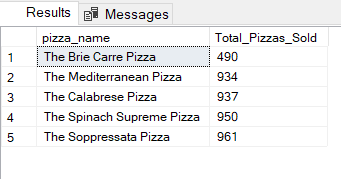 Results Messages
pizza_name Total_Pizzas_Sold
1 The Brie Carre Pizza 490
2 The Mediterranean Pizza 934
3 The Calabrese Pizza 937
4 The Spinach Supreme Pizza 950
5 The Soppressata Pizza 961